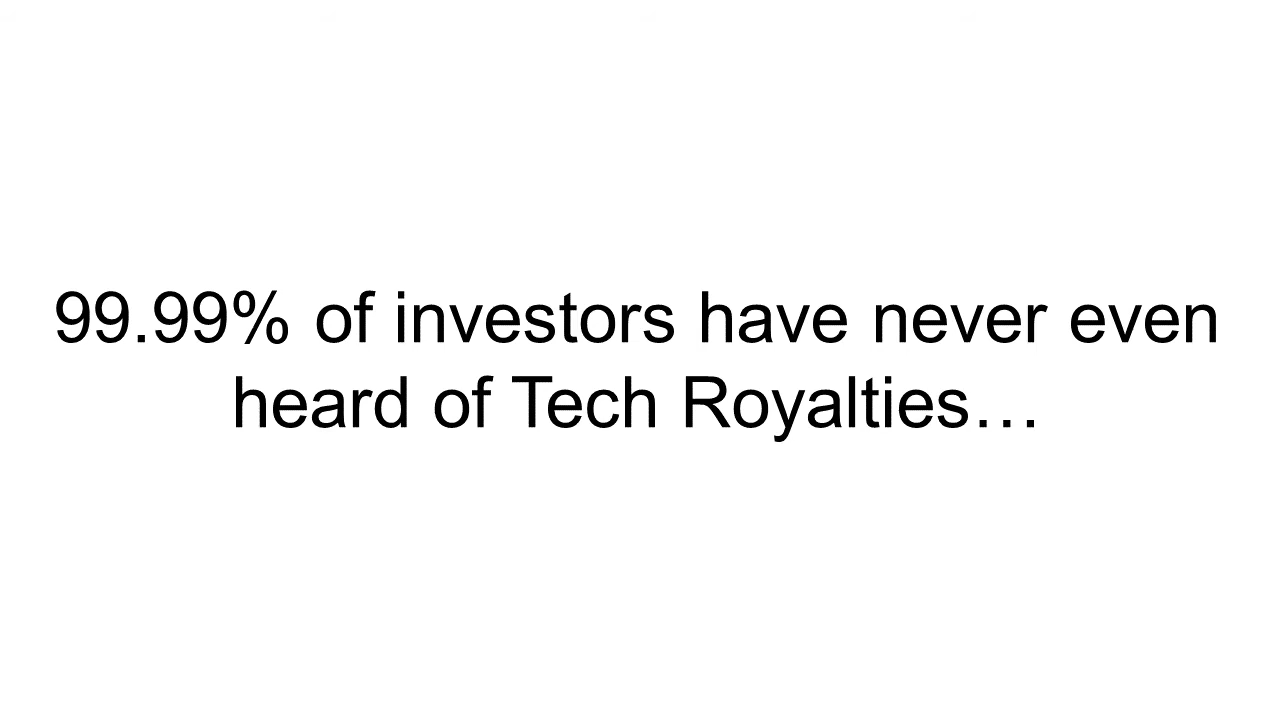 99.99% of investors have never even
heard of Tech Royalties…